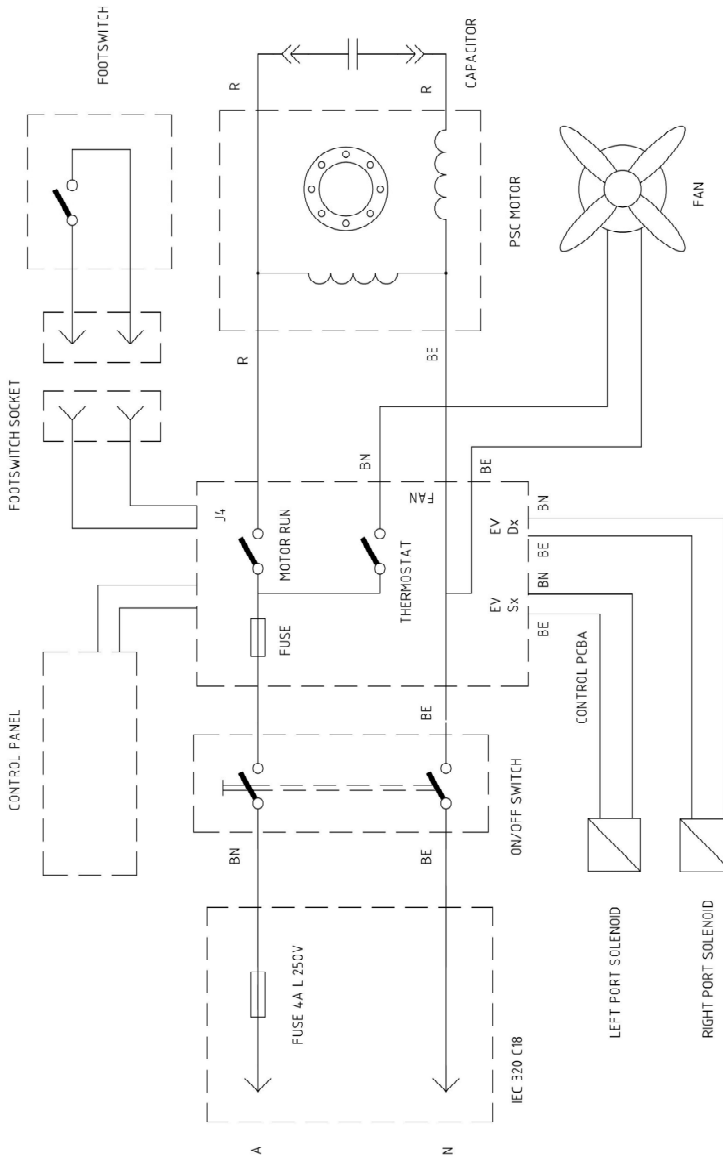 FOOTSWITCH
FOOTSWITCH SOCKET
CONTROL PANEL
CAPACITOR
R
R
PSC MOTOR
FAN
R
BE
BN
BE
J4
MOTOR RUN
FAN
THERMOSTAT
FUSE
EV
Dx
EV
Sx
BN
BE
BN
BE
CONTROL PCBA
BE
ON/OFF SWITCH
BN
BE
FUSE 4A L 250V
IEC 320 C18
A
N
LEFT PORT SOLENOID
RIGHT PORT SOLENOID